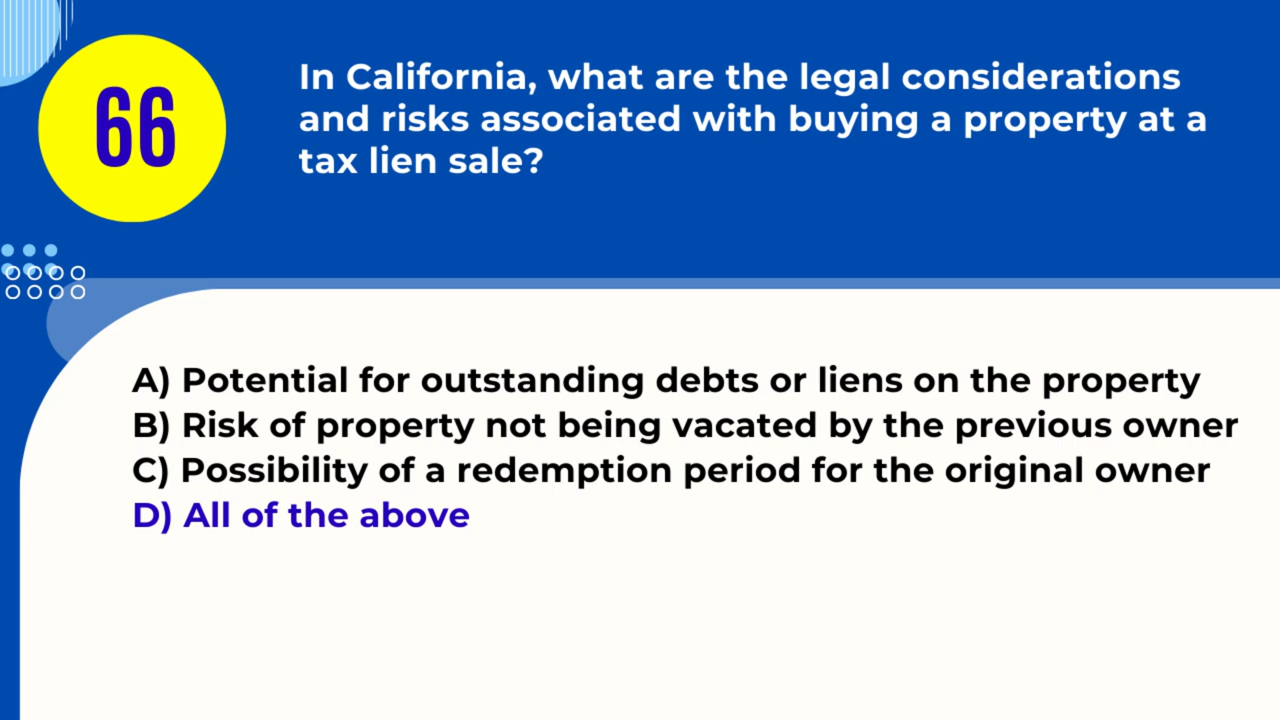 66
In California, what are the legal considerations
and risks associated with buying a property at a
tax lien sale?
A) Potential for outstanding debts or liens on the property
B) Risk of property not being vacated by the previous owner
C) Possibility of a redemption period for the original owner
D) All of the above